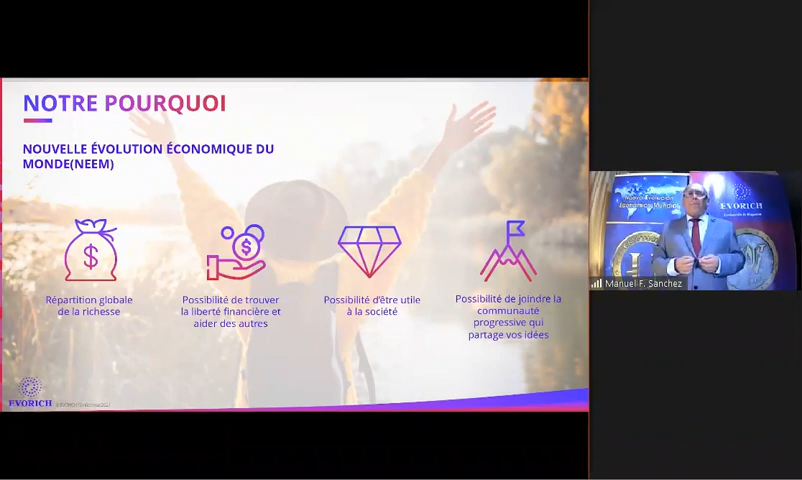 NOTRE POURQUOI
NOUVELLE ÉVOLUTION ÉCONOMIQUE DU
MONDE(NEEM)
Répartition globale
de la richesse
Possibilité de trouver
la liberté financière et
aider des autres
Possibilité d'être utile
à la société
Possibilité de joindre la
communauté
progressive qui
partage vos idées
EVORICH
Económica Mundial
EVORICH
Manuel F. Sanchez